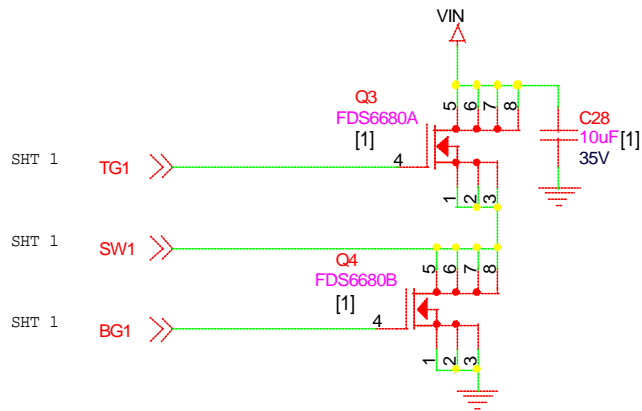 VIN
Q3
FDS6680A
[1]
5 6 7 8
C28
10uF [1]
35V
4
SHT 1 TG1
1 2 3
SHT 1 SW1
Q4
FDS6680B
[1]
5 6 7 8
4
SHT 1 BG1
1 2 3